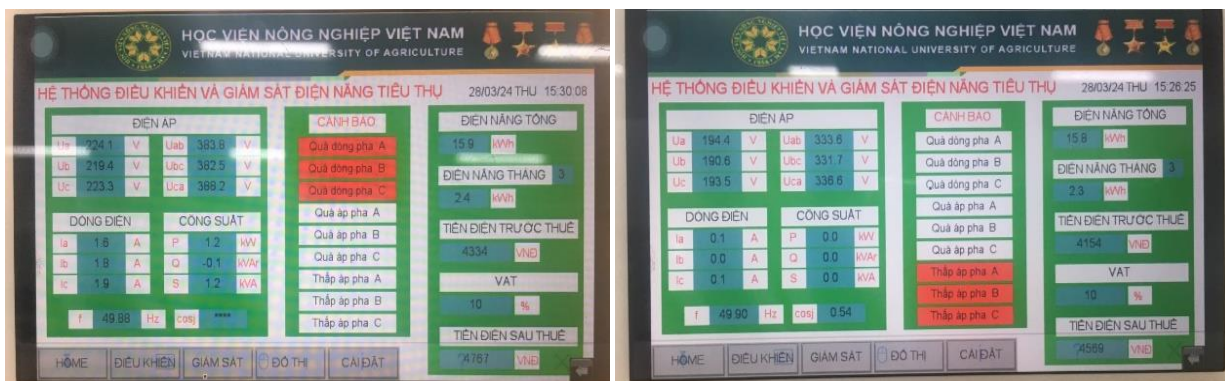 HỌC VIỆN NÔNG NGHIỆP VIỆT NAM
VIETNAM NATIONAL UNIVERSITY OF AGRICULTURE
HỆ THỐNG ĐIỀU KHIỂN VÀ GIÁM SÁT ĐIỆN NĂNG TIÊU THỤ 28/03/24 THU 15:30:08
ĐIỆN ÁP
Ua 224.1 V Uab 383.8 V
Ub 219.4 V Ubc 382.5 V
Uc 223.3 V Uca 388.2 V
DÒNG ĐIỆN CÔNG SUẤT
Ia 1.6 A P 1.2 kW
Ib 1.8 A Q -0.1 kVAr
Ic 1.9 A S 1.2 kVA
f 49.88 Hz cosj ****
CẢNH BÁO
Quá dòng pha A
Quá dòng pha B
Quá dòng pha C
Quá áp pha A
Quá áp pha B
Quá áp pha C
Thấp áp pha A
Thấp áp pha B
Thấp áp pha C
ĐIỆN NĂNG TỔNG
15.9 kWh
ĐIỆN NĂNG THÁNG 3
2.4 kWh
TIỀN ĐIỆN TRƯỚC THUẾ
4334 VNĐ
VAT
10 %
TIỀN ĐIỆN SAU THUẾ
4767 VNĐ
HOME ĐIỀU KHIỂN GIÁM SÁT ĐỒ THỊ CÀI ĐẶT
HỌC VIỆN NÔNG NGHIỆP VIỆT NAM
VIETNAM NATIONAL UNIVERSITY OF AGRICULTURE
HỆ THỐNG ĐIỀU KHIỂN VÀ GIÁM SÁT ĐIỆN NĂNG TIÊU THỤ 28/03/24 THU 15:26:25
ĐIỆN ÁP
Ua 194.4 V Uab 333.6 V
Ub 190.6 V Ubc 331.7 V
Uc 193.5 V Uca 336.6 V
DÒNG ĐIỆN CÔNG SUẤT
Ia 0.1 A P 0.0 kW
Ib 0.0 A Q 0.0 kVAr
Ic 0.1 A S 0.0 kVA
f 49.90 Hz cosj 0.54
CẢNH BÁO
Quá dòng pha A
Quá dòng pha B
Quá dòng pha C
Quá áp pha A
Quá áp pha B
Quá áp pha C
Thấp áp pha A
Thấp áp pha B
Thấp áp pha C
ĐIỆN NĂNG TỔNG
15.8 kWh
ĐIỆN NĂNG THÁNG 3
2.3 kWh
TIỀN ĐIỆN TRƯỚC THUẾ
4154 VNĐ
VAT
10 %
TIỀN ĐIỆN SAU THUẾ
4569 VNĐ
HOME ĐIỀU KHIỂN GIÁM SÁT ĐỒ THỊ CÀI ĐẶT